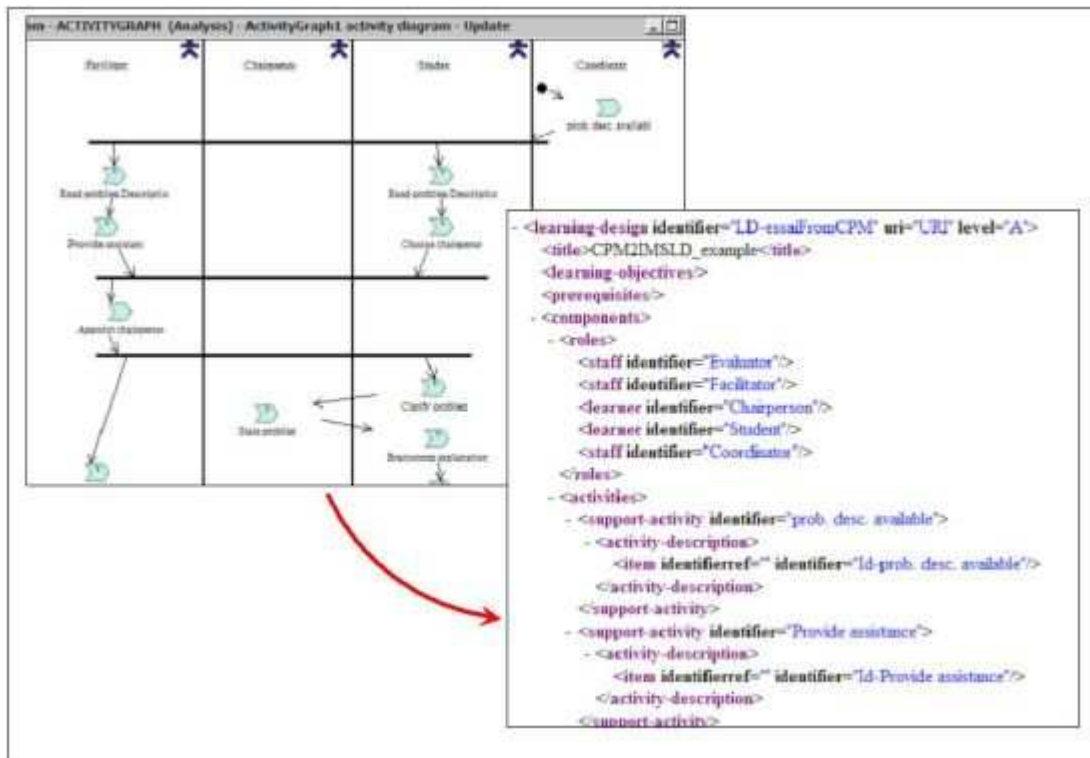 om - ACTIVITYGRAPH (Analysis) - ActivityGraph1 activity diagram - Update
Facilitator Chairperson Student Coordinator
prob. desc. availabl
Read problem Descriptio Read problem Descriptio
Provide assistanc Choose chairperson
Appoint chairperson
Clarify problem
State problem
Brainstorm explanation
- <learning-design identifier="LD-essaiFromCPM" uri="URI" level="A">
<title>CPM2IMSLD_example</title>
<learning-objectives/>
<prerequisites/>
- <components>
- <roles>
<staff identifier="Evaluator"/>
<staff identifier="Facilitator"/>
<learner identifier="Chairperson"/>
<learner identifier="Student"/>
<staff identifier="Coordinator"/>
</roles>
- <activities>
- <support-activity identifier="prob. desc. available">
- <activity-description>
<item identifierref="" identifier="Id-prob. desc. available"/>
</activity-description>
</support-activity>
- <support-activity identifier="Provide assistance">
- <activity-description>
<item identifierref="" identifier="Id-Provide assistance"/>
</activity-description>
</support-activity>